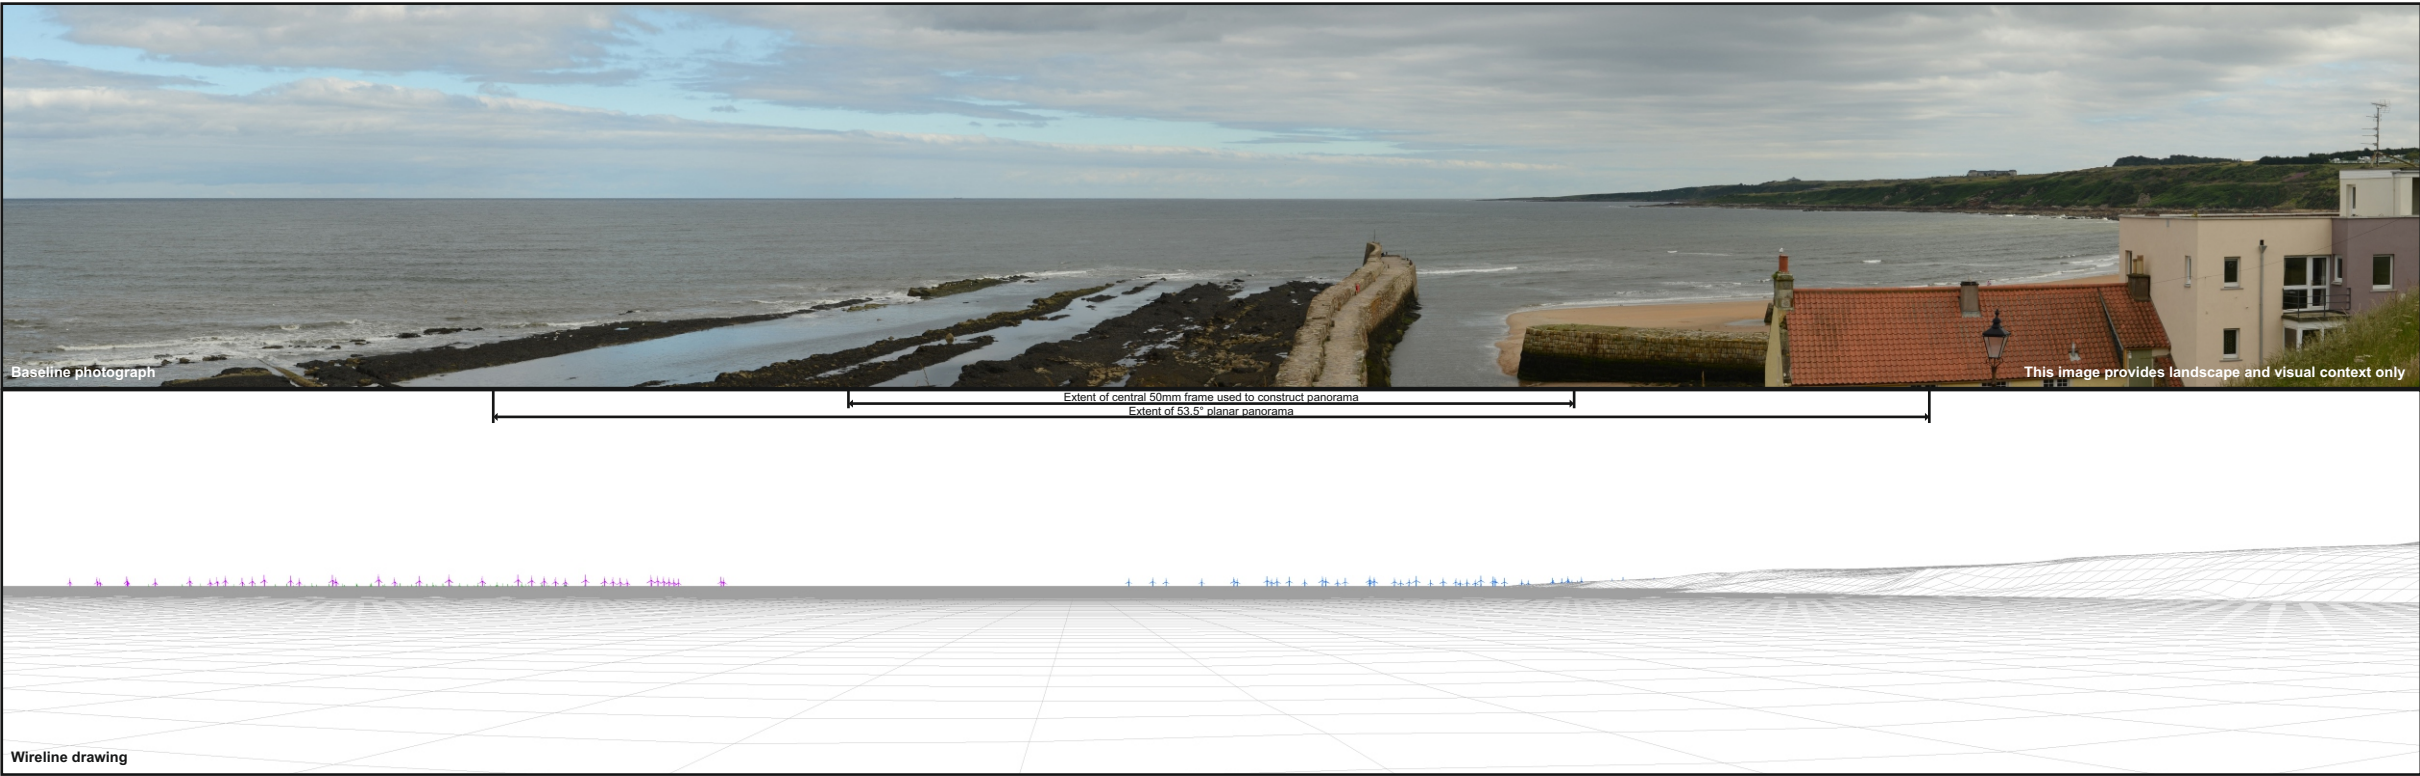 Baseline photograph
This image provides landscape and visual context only
Extent of central 50mm frame used to construct panorama
Extent of 53.5° planar panorama
Wireline drawing